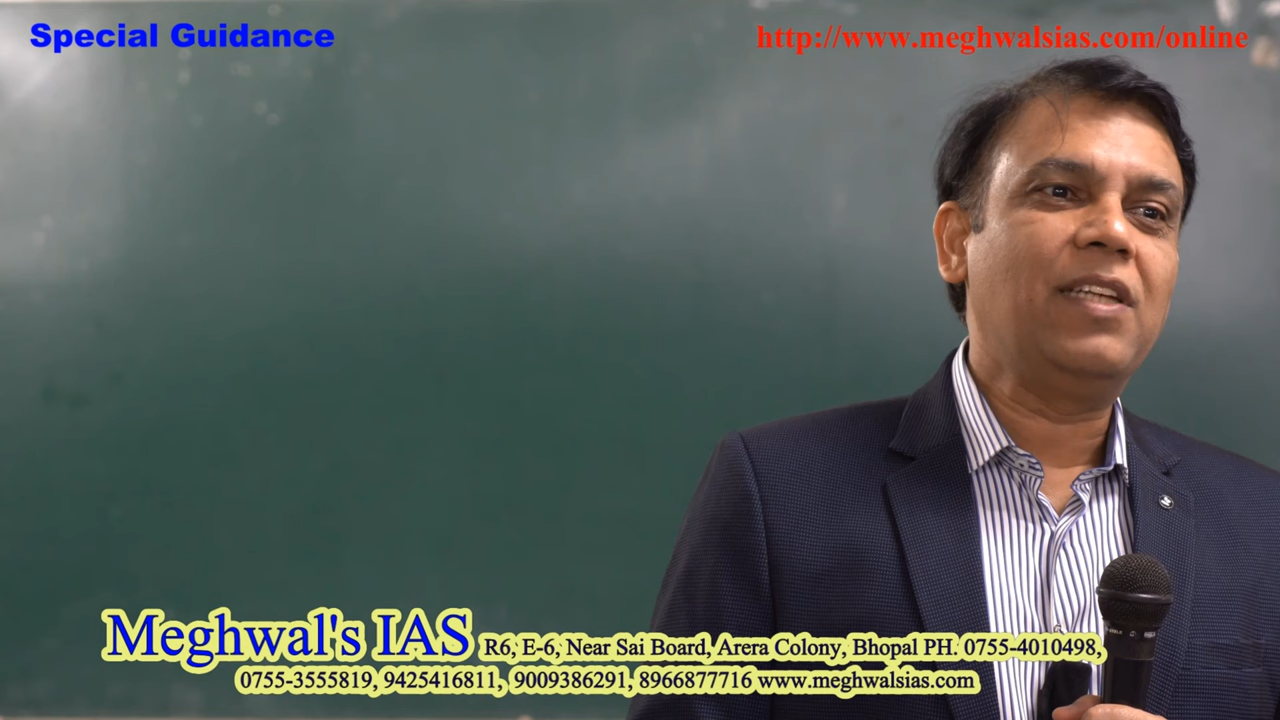 Special Guidance
http://www.meghwalsias.com/online
Meghwal's IAS R6, E-6, Near Sai Board, Arera Colony, Bhopal PH. 0755-4010498,
0755-3555819, 9425416811, 9009386291, 8966877716 www.meghwalsias.com